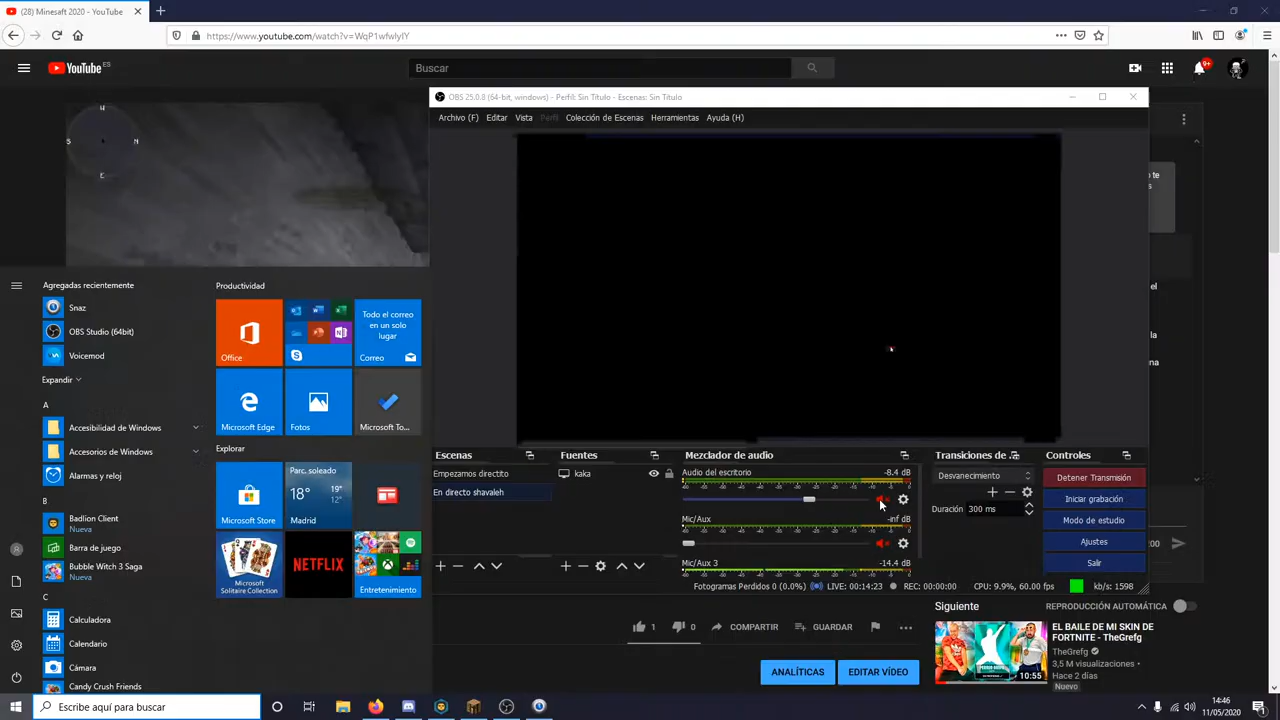 (28) Minesaft 2020 - YouTube
https://www.youtube.com/watch?v=WqP1wfwIyIY
YouTube ES
Buscar
9+
OBS 25.0.8 (64-bit, windows) - Perfil: Sin Título - Escenas: Sin Título
Archivo (F) Editar Vista Perfil Colección de Escenas Herramientas Ayuda (H)
S N
E
Agregadas recientemente
Snaz
OBS Studio (64bit)
Voicemod
Expandir
A
Accesibilidad de Windows
Accesorios de Windows
Alarmas y reloj
B
Badlion Client
Nueva
Barra de juego
Bubble Witch 3 Saga
Nueva
C
Calculadora
Calendario
Cámara
Candy Crush Friends
Productividad
Office
Todo el correo
en un solo
lugar
Correo
Microsoft Edge
Fotos
Microsoft To...
Explorar
Microsoft Store
Parc. soleado
18° 19°
10°
Madrid
Microsoft
Solitaire Collection
NETFLIX
Entretenimiento
Escenas
Empezamos directito
En directo shavaleh
Fuentes
kaka
Mezclador de audio
Audio del escritorio -8.4 dB
Mic/Aux -inf dB
Mic/Aux 3 -14.4 dB
Transiciones de
Desvanecimiento
Duración 300 ms
Controles
Detener Transmisión
Iniciar grabación
Modo de estudio
Ajustes
Salir
Fotogramas Perdidos 0 (0.0%) LIVE: 00:14:23 REC: 00:00:00 CPU: 9.9%, 60.00 fps kb/s: 1598
1 0 COMPARTIR GUARDAR
ANALÍTICAS EDITAR VÍDEO
Siguiente REPRODUCCIÓN AUTOMÁTICA
EL BAILE DE MI SKIN DE
FORTNITE - TheGrefg
TheGrefg
3,5 M visualizaciones •
Hace 2 días
Nuevo
10:55
te
s
el
la
na
:00
Escribe aquí para buscar
14:46
11/05/2020